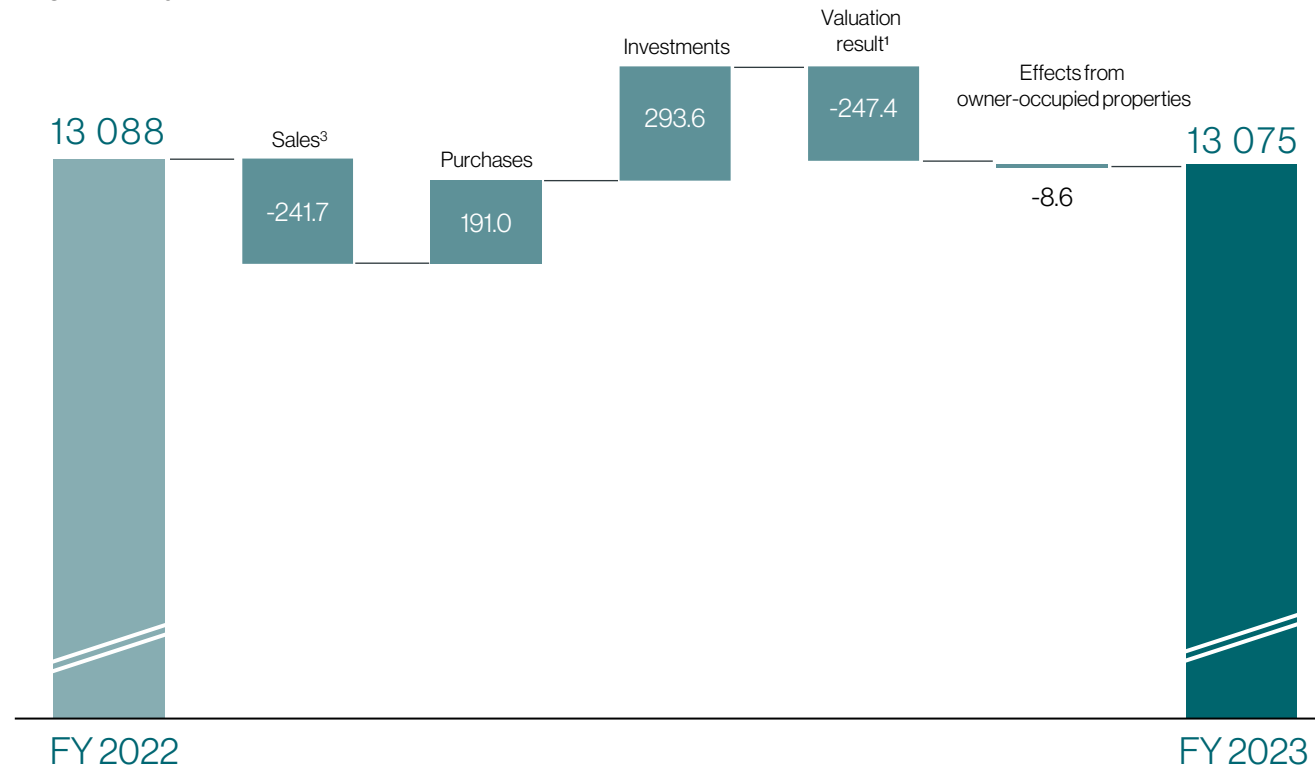 13 088
Sales³
-241.7
Purchases
191.0
Investments
293.6
Valuation
result¹
-247.4
Effects from
owner-occupied properties
-8.6
13 075
FY 2022
FY 2023